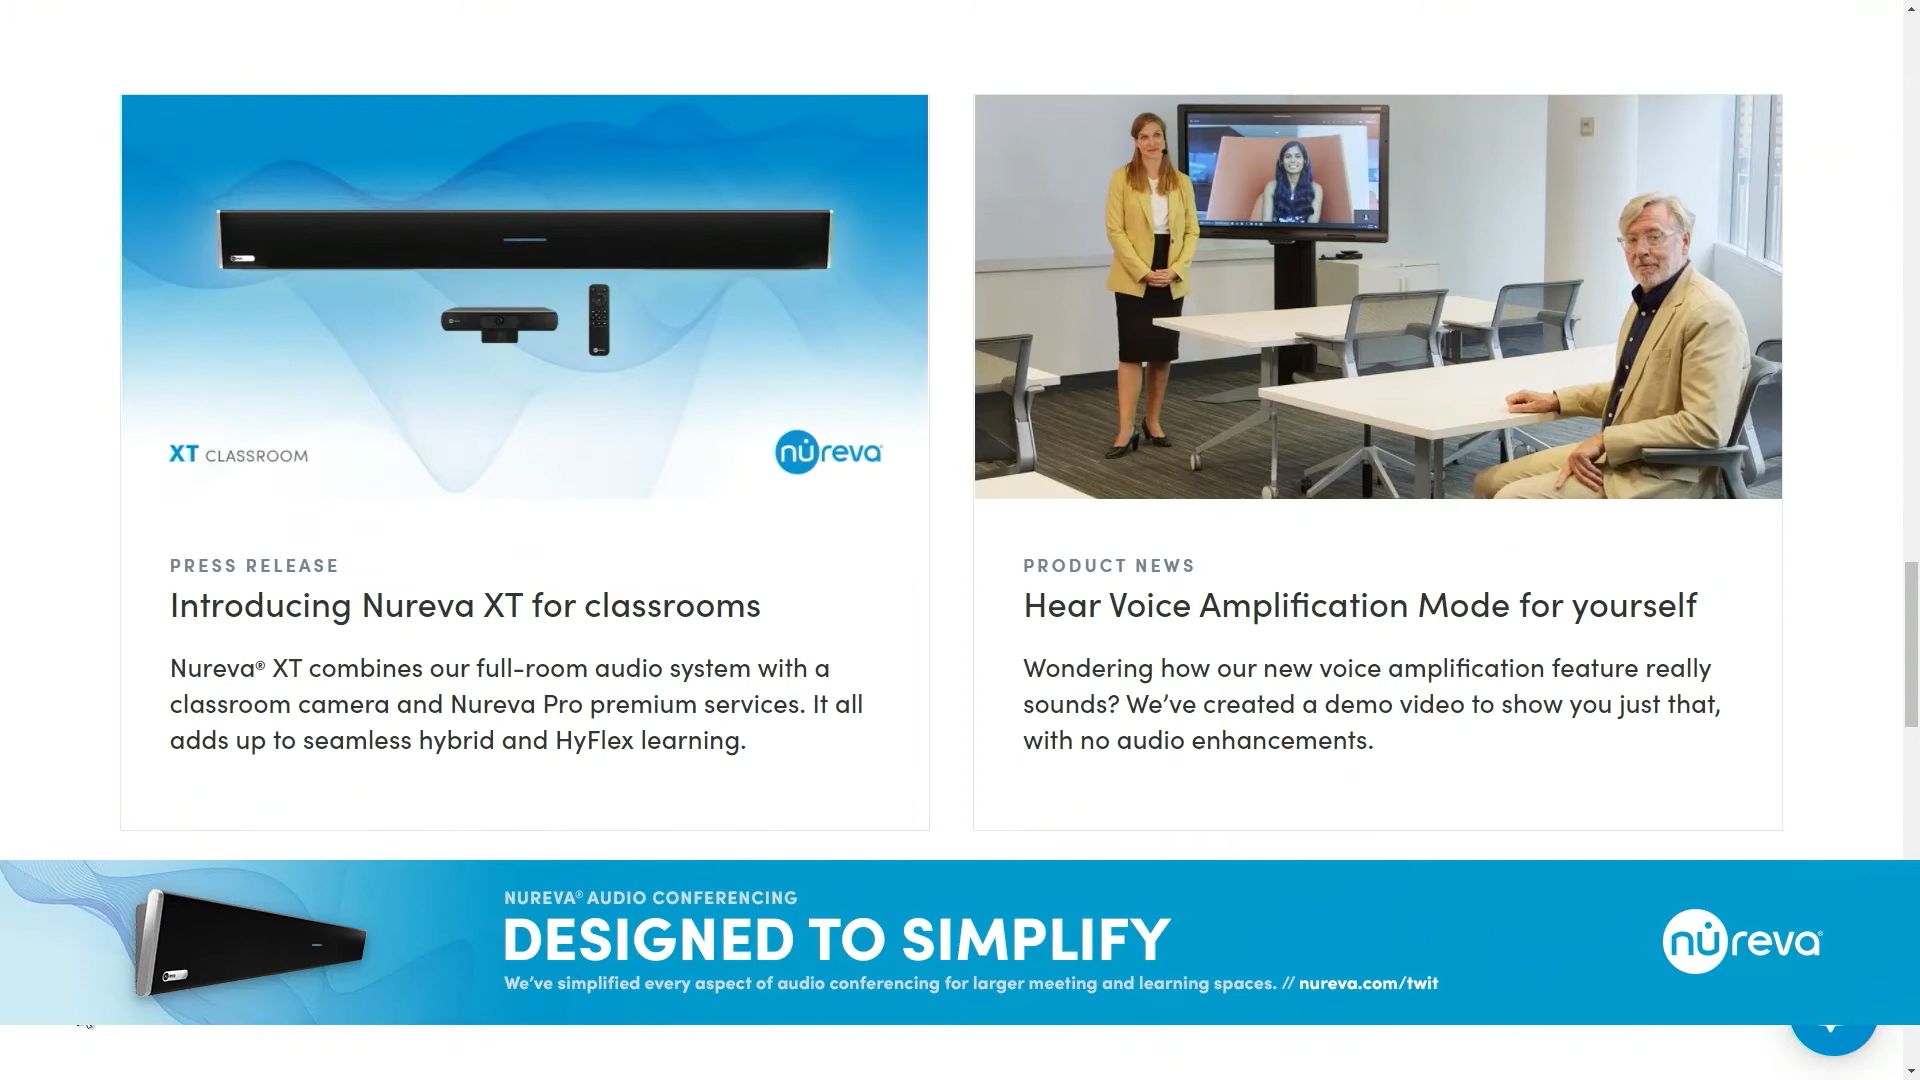 XT CLASSROOM
nureva®
PRESS RELEASE
Introducing Nureva XT for classrooms
Nureva® XT combines our full-room audio system with a
classroom camera and Nureva Pro premium services. It all
adds up to seamless hybrid and HyFlex learning.
PRODUCT NEWS
Hear Voice Amplification Mode for yourself
Wondering how our new voice amplification feature really
sounds? We’ve created a demo video to show you just that,
with no audio enhancements.
NUREVA® AUDIO CONFERENCING
DESIGNED TO SIMPLIFY
We’ve simplified every aspect of audio conferencing for larger meeting and learning spaces. // nureva.com/twit
nureva®